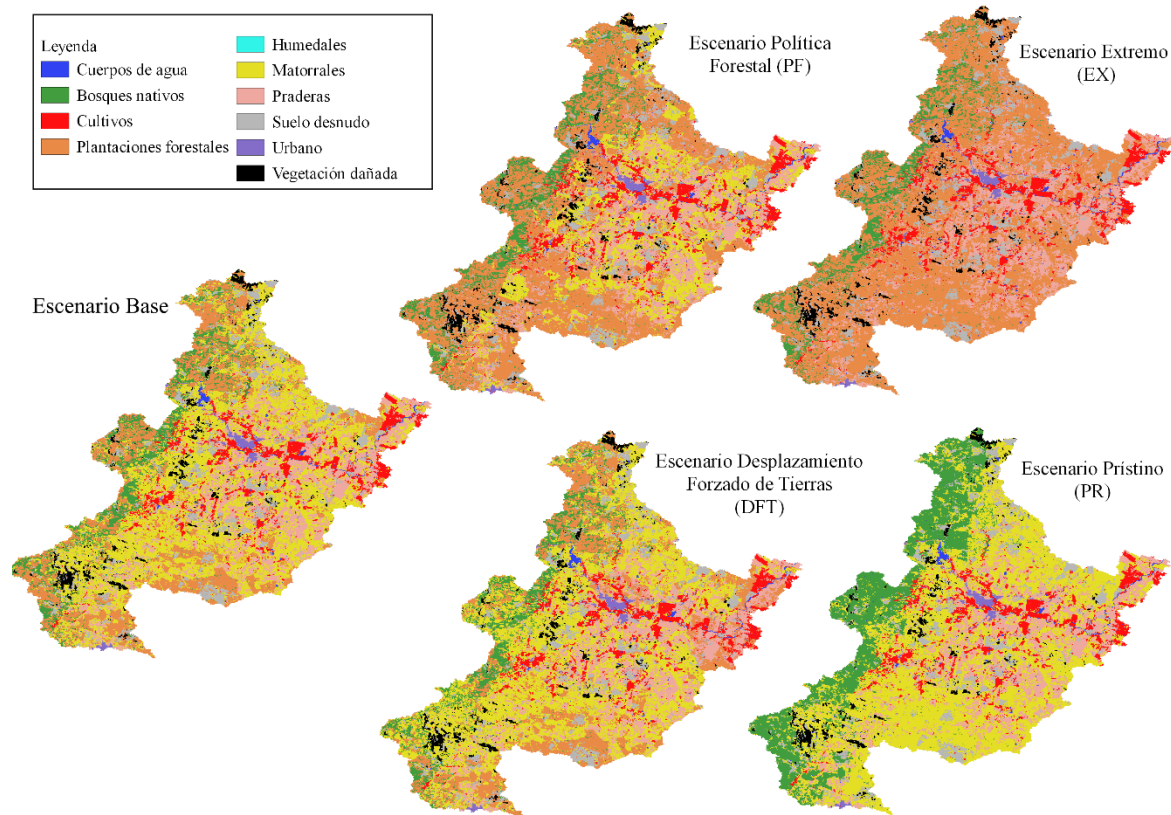 Leyenda
Cuerpos de agua
Bosques nativos
Cultivos
Plantaciones forestales
Humedales
Matorrales
Praderas
Suelo desnudo
Urbano
Vegetación dañada
Escenario Política
Forestal (PF)
Escenario Extremo
(EX)
Escenario Base
Escenario Desplazamiento
Forzado de Tierras
(DFT)
Escenario Prístino
(PR)